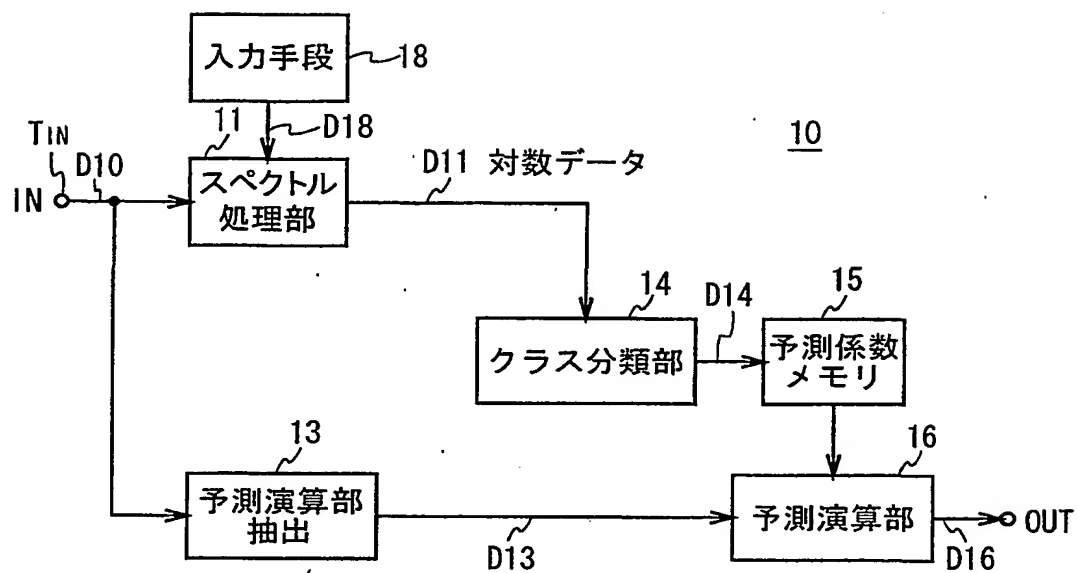 入力手段
18
D18
10
TIN
11
D10
IN
スペクトル
処理部
D11 対数データ
14
D14
15
クラス分類部
予測係数
メモリ
13
16
予測演算部
抽出
D13
予測演算部
D16
OUT